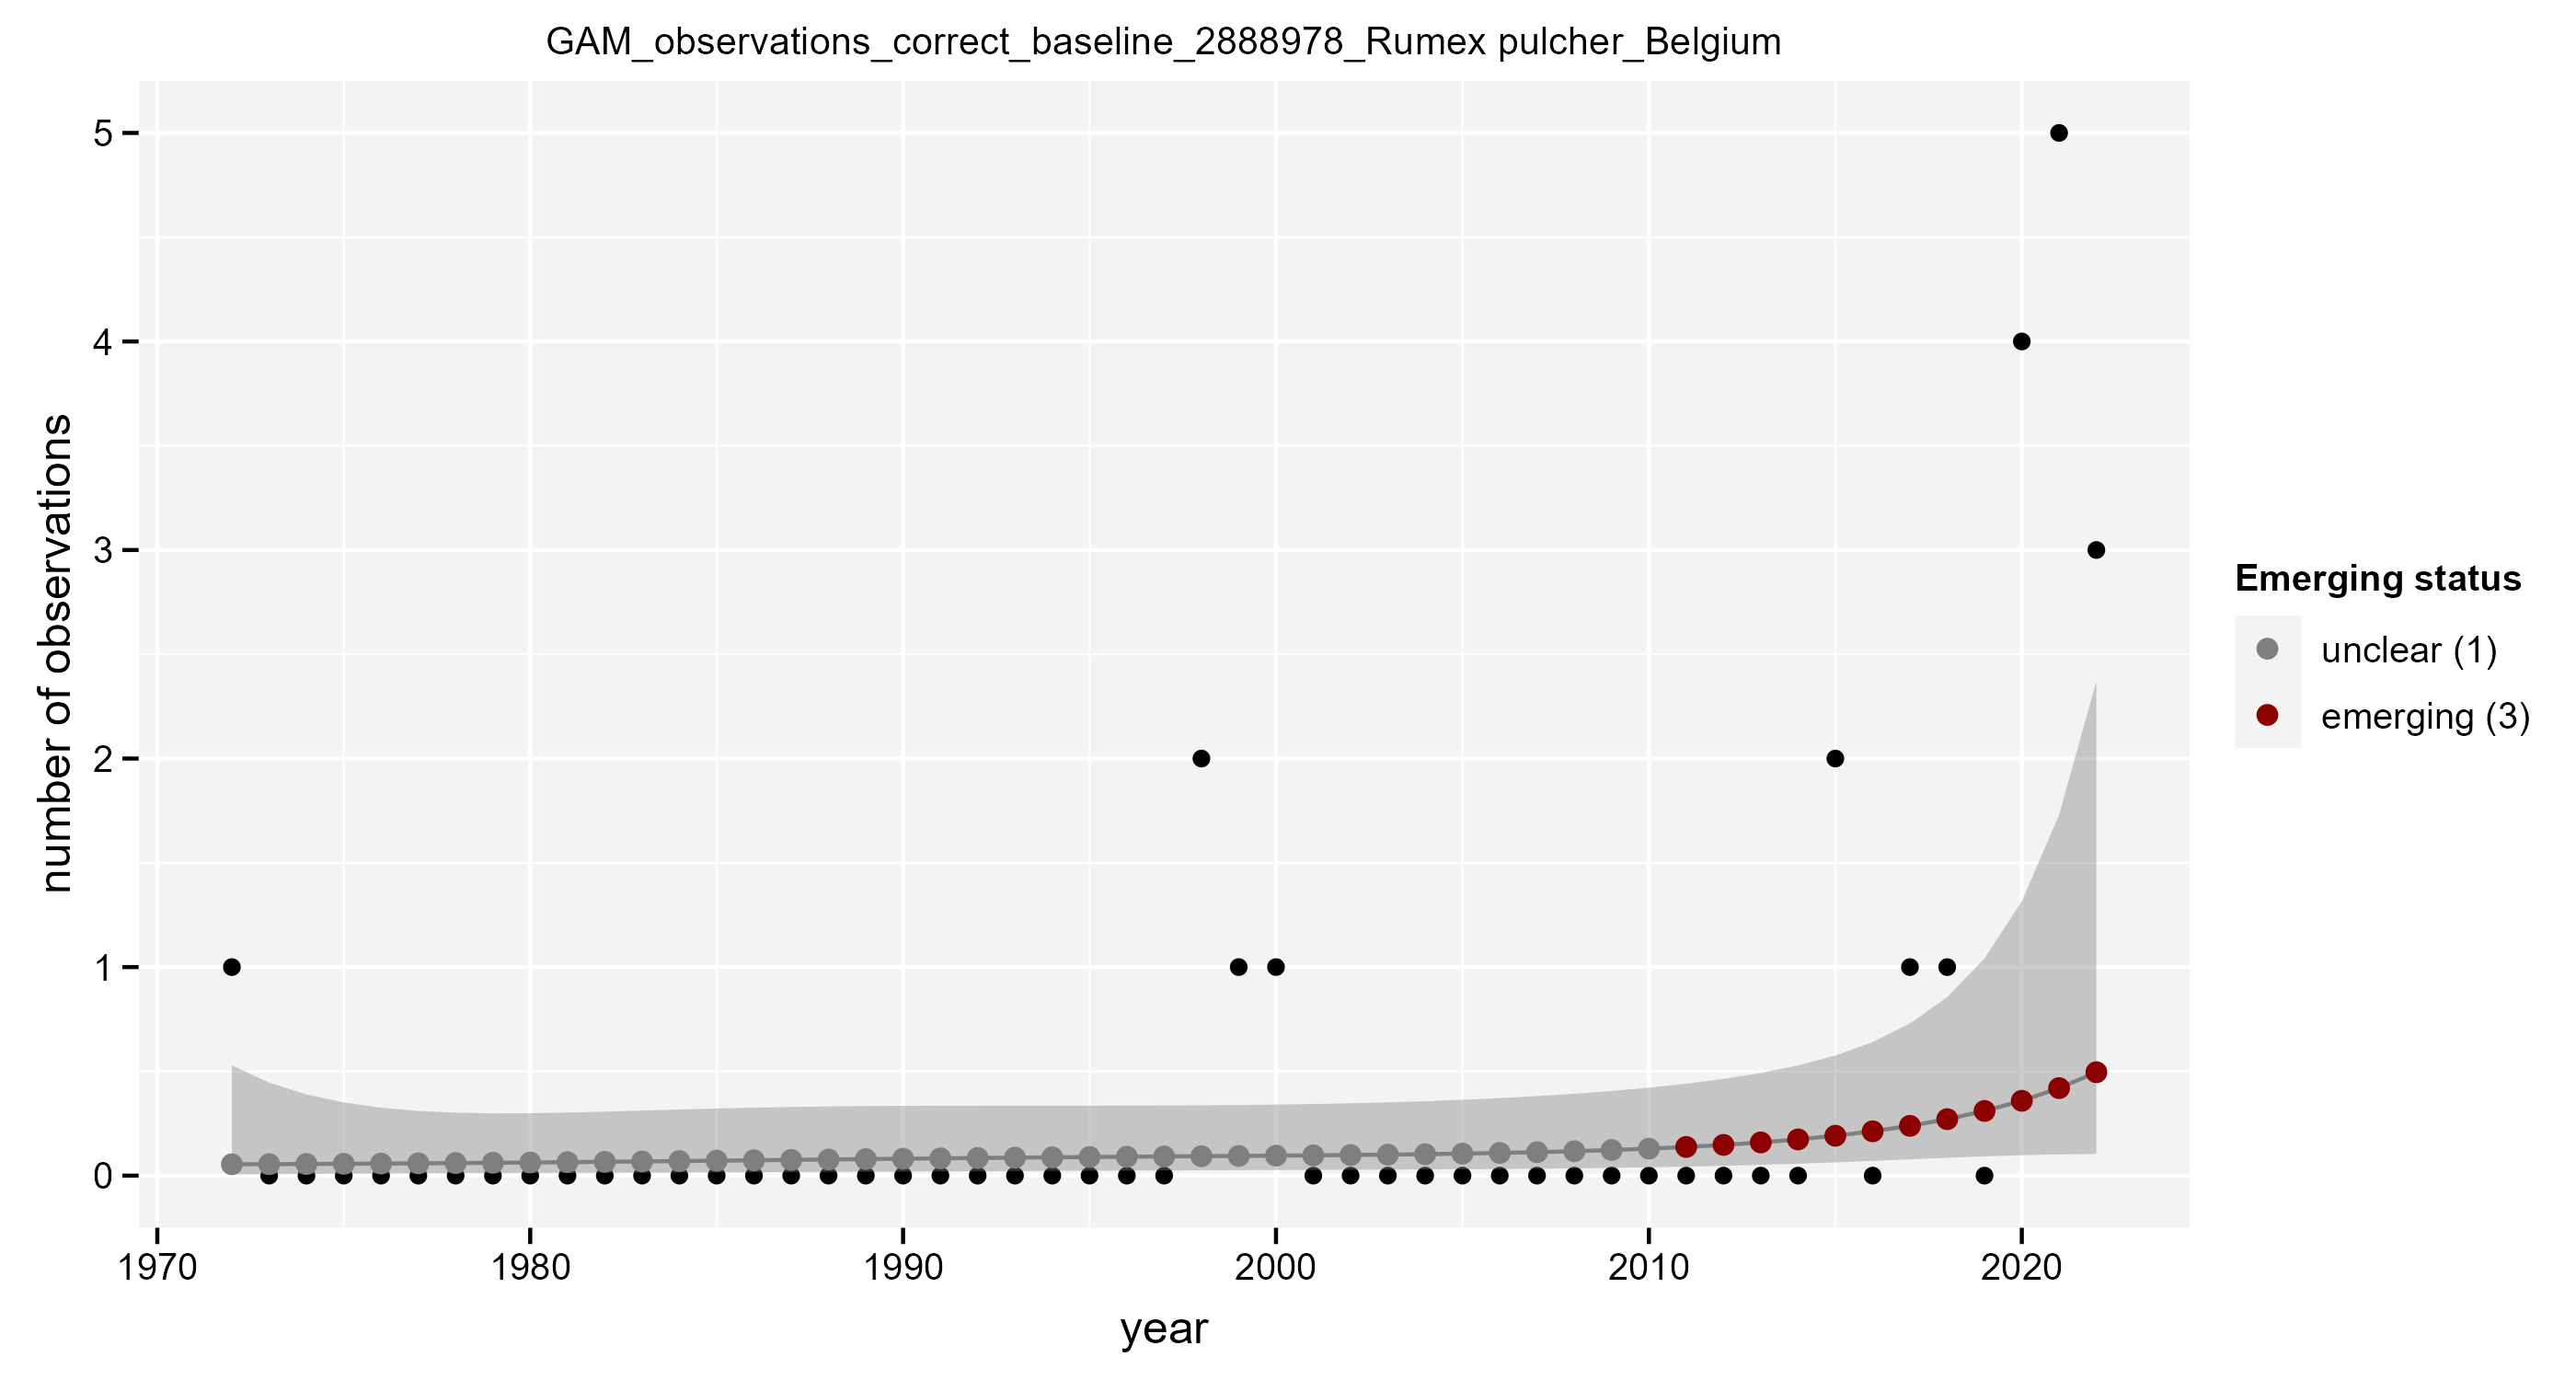 GAM_observations_correct_baseline_2888978_Rumex pulcher_Belgium
number of observations
5
4
3
2
1
0
1970 1980 1990 2000 2010 2020
year
Emerging status
unclear (1)
emerging (3)